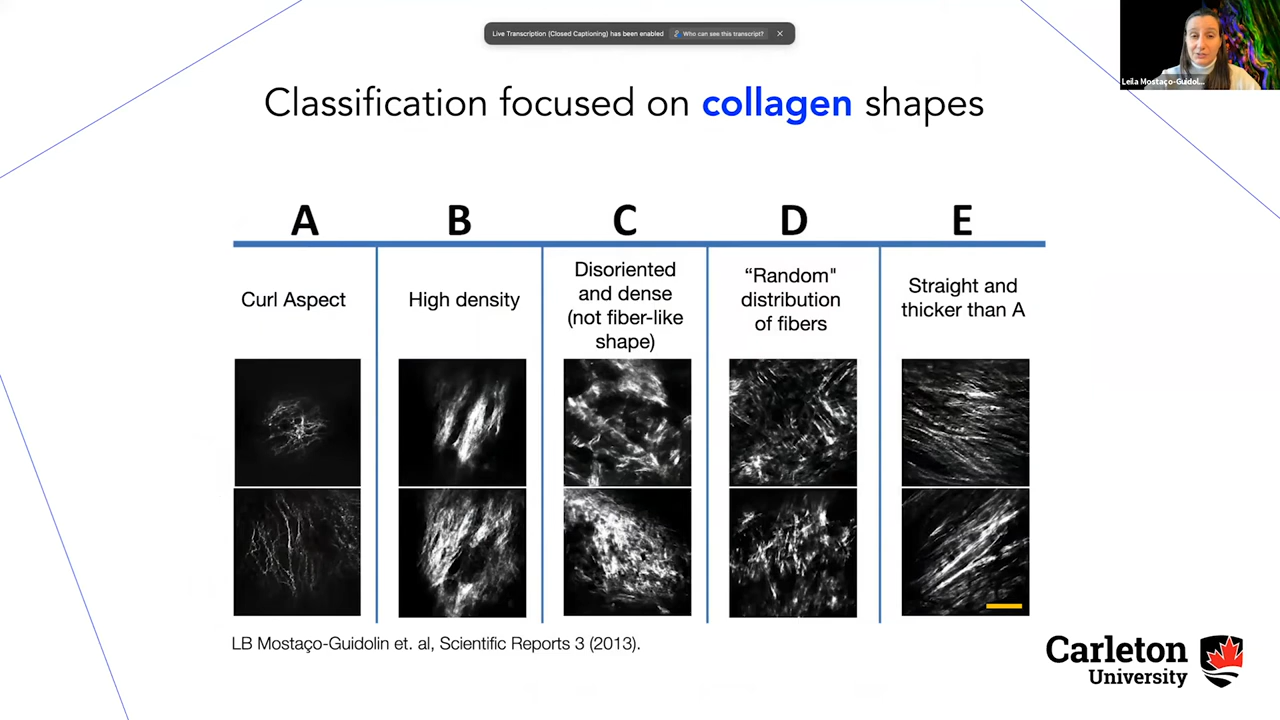 Live Transcription (Closed Captioning) has been enabled
Who can see this transcript?
Leila Mostaço-Guidol...
Classification focused on collagen shapes
A
B
C
D
E
Curl Aspect
High density
Disoriented
and dense
(not fiber-like
shape)
“Random"
distribution
of fibers
Straight and
thicker than A
LB Mostaço-Guidolin et. al, Scientific Reports 3 (2013).
Carleton
University